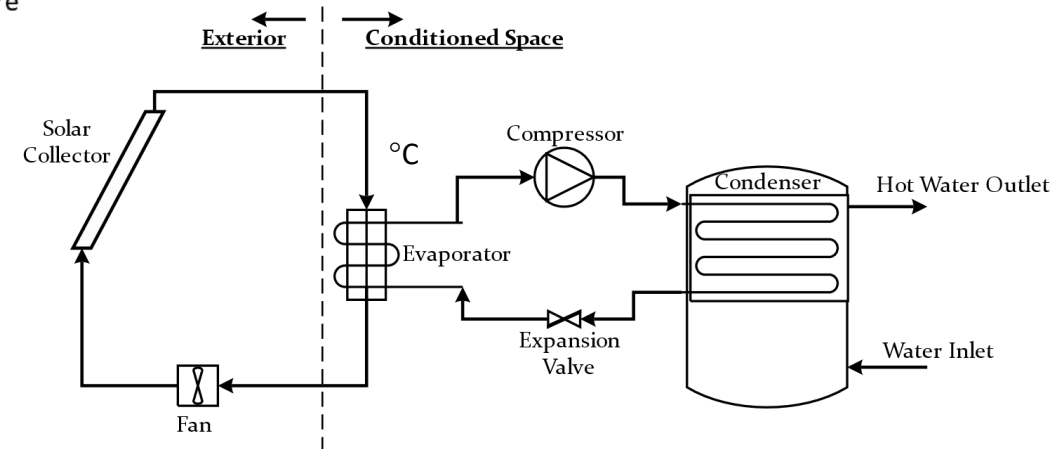 Exterior
Conditioned Space
Solar
Collector
°C
Compressor
Condenser
Hot Water Outlet
Evaporator
Expansion
Valve
Water Inlet
Fan